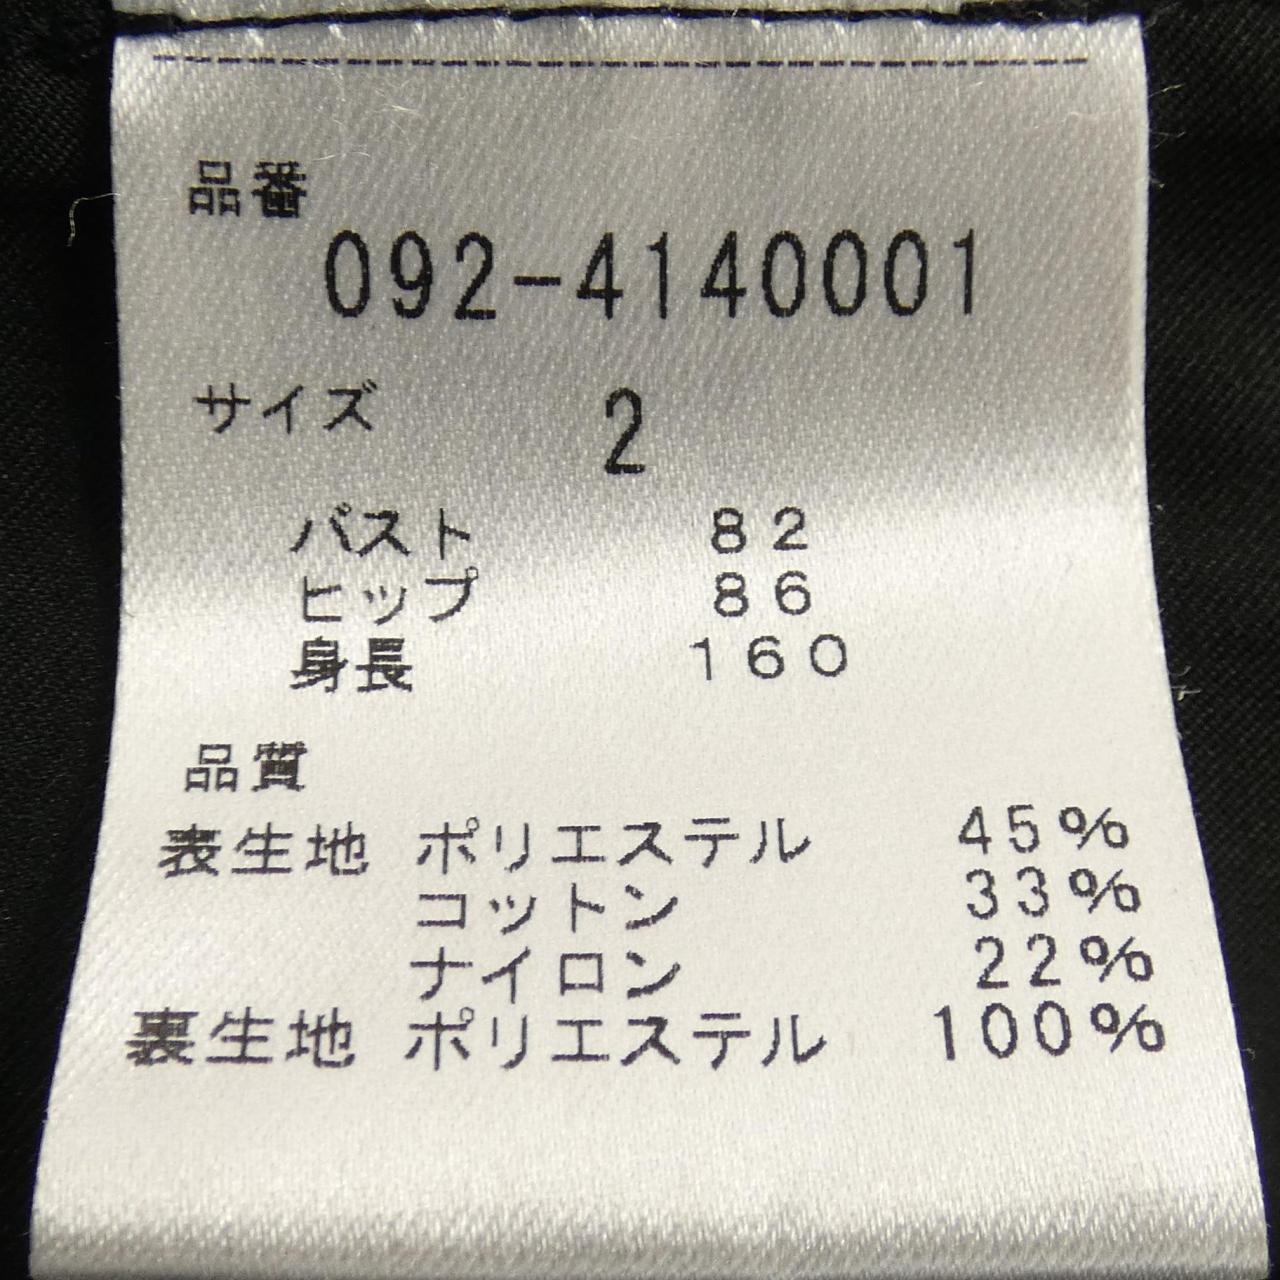 品番
092-4140001
サイズ 2
バスト 82
ヒップ 86
身長 160
品質
表生地 ポリエステル 45%
コットン 33%
ナイロン 22%
裏生地 ポリエステル 100%